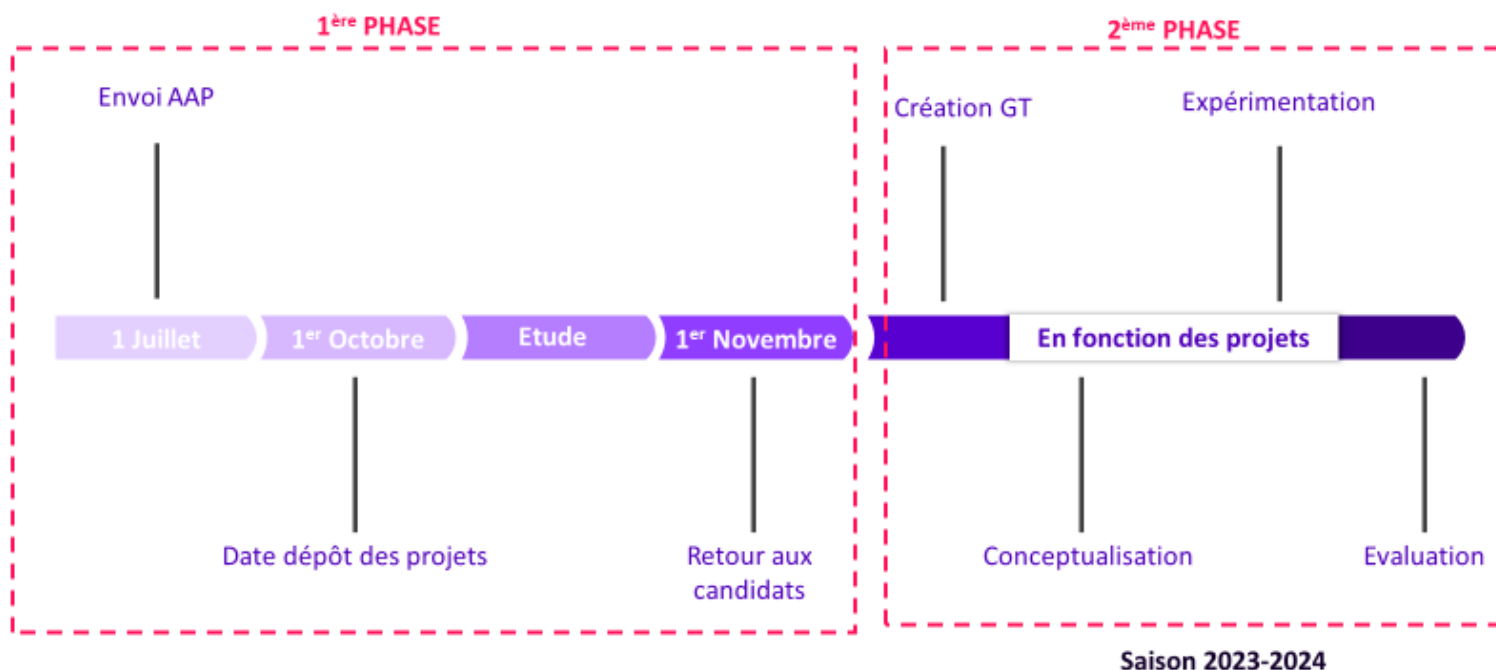 1ère PHASE
2ème PHASE
Envoi AAP
Création GT
Expérimentation
1 Juillet
1er Octobre
Etude
1er Novembre
En fonction des projets
Date dépôt des projets
Retour aux
candidats
Conceptualisation
Evaluation
Saison 2023-2024